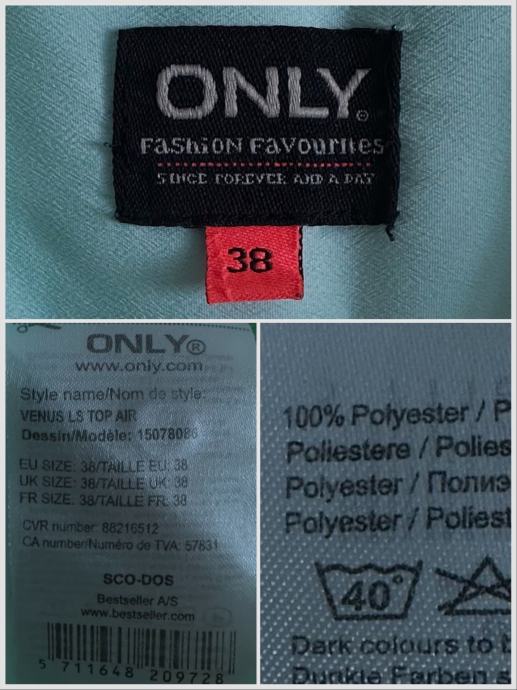 ONLY®
FASHION FAVOURITES
SINCE FOREVER AND A DAY
38
ONLY®
www.only.com
Style name/Nom de style:
VENUS LS TOP AIR
Dessin/Modèle: 15078086
EU SIZE: 38/TAILLE EU: 38
UK SIZE: 38/TAILLE UK: 38
FR SIZE: 38/TAILLE FR: 38
CVR number: 88216512
CA number/Numéro de TVA: 57831
SCO-DOS
Bestseller A/S
www.bestseller.com
5 711648 209728
100% Polyester / P
Poliestere / Polies
Polyester / Полиэ
Polyester / Poliest
40°
Dark colours to b
Dunkle Farben s